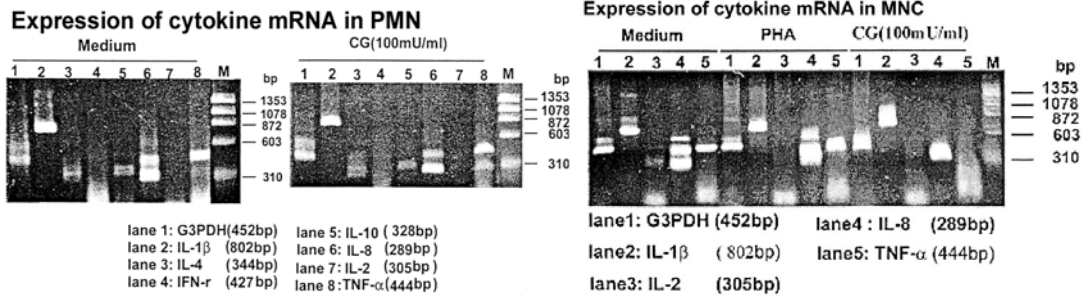 Expression of cytokine mRNA in PMN
Medium
CG(100mU/ml)
1 2 3 4 5 6 7 8 M
bp
1353
1078
872
603
310
1 2 3 4 5 6 7 8 M
bp
1353
1078
872
603
310
lane 1: G3PDH(452bp)
lane 2: IL-1β (802bp)
lane 3: IL-4 (344bp)
lane 4: IFN-r (427bp)
lane 5: IL-10 ( 328bp)
lane 6: IL-8 (289bp)
lane 7: IL-2 (305bp)
lane 8 :TNF-α(444bp)
Expression of cytokine mRNA in MNC
Medium PHA CG(100mU/ml)
1 2 3 4 5 1 2 3 4 5 1 2 3 4 5 M
bp
1353
1078
872
603
310
lane1: G3PDH (452bp)
lane2: IL-1β ( 802bp)
lane3: IL-2 (305bp)
lane4 : IL-8 (289bp)
lane5: TNF-α (444bp)